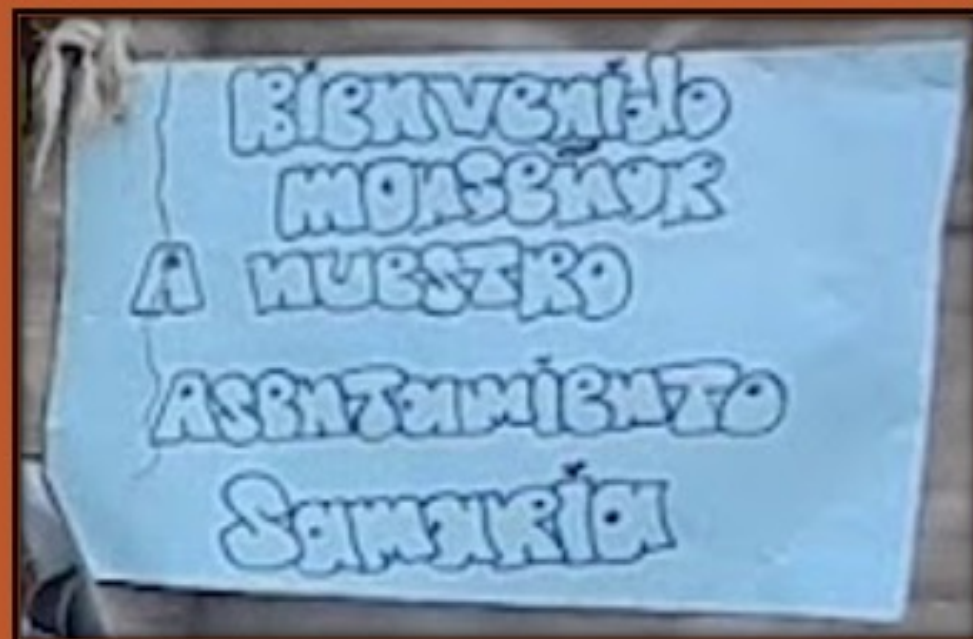 Bienvenido
monseñor
A nuestro
Asentamiento
Samaria